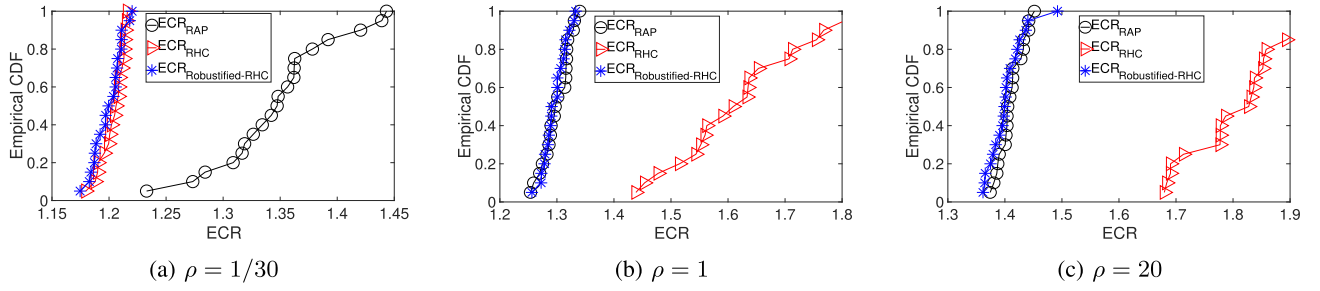 1
0.8
0.6
0.4
0.2
0
Empirical CDF
1.15 1.2 1.25 1.3 1.35 1.4 1.45
ECR
ECR_RAP
ECR_RHC
ECR_Robustified-RHC
(a) ρ = 1/30
1
0.8
0.6
0.4
0.2
0
Empirical CDF
1.2 1.3 1.4 1.5 1.6 1.7 1.8
ECR
ECR_RAP
ECR_RHC
ECR_Robustified-RHC
(b) ρ = 1
1
0.8
0.6
0.4
0.2
0
Empirical CDF
1.3 1.4 1.5 1.6 1.7 1.8 1.9
ECR
ECR_RAP
ECR_RHC
ECR_Robustified-RHC
(c) ρ = 20